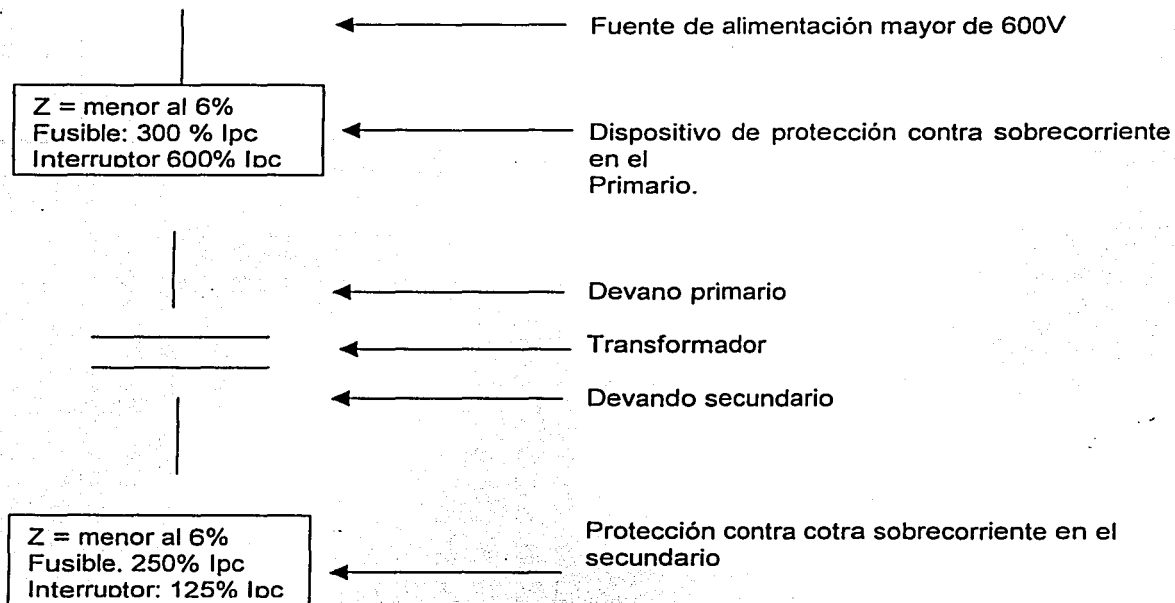 Fuente de alimentación mayor de 600V
Z = menor al 6%
Fusible: 300 % Ipc
Interruptor 600% Ipc
Dispositivo de protección contra sobrecorriente
en el
Primario.
Devano primario
Transformador
Devando secundario
Z = menor al 6%
Fusible. 250% Ipc
Interruptor: 125% Ipc
Protección contra cotra sobrecorriente en el
secundario